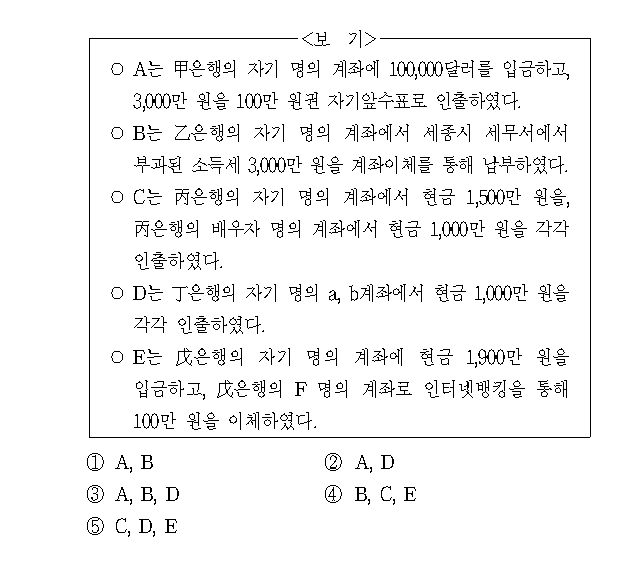 <보 기>
○ A는 甲은행의 자기 명의 계좌에 100,000달러를 입금하고,
3,000만 원을 100만 원권 자기앞수표로 인출하였다.
○ B는 乙은행의 자기 명의 계좌에서 세종시 세무서에서
부과된 소득세 3,000만 원을 계좌이체를 통해 납부하였다.
○ C는 丙은행의 자기 명의 계좌에서 현금 1,500만 원을,
丙은행의 배우자 명의 계좌에서 현금 1,000만 원을 각각
인출하였다.
○ D는 丁은행의 자기 명의 a, b계좌에서 현금 1,000만 원을
각각 인출하였다.
○ E는 戊은행의 자기 명의 계좌에 현금 1,900만 원을
입금하고, 戊은행의 F 명의 계좌로 인터넷뱅킹을 통해
100만 원을 이체하였다.
① A, B ② A, D
③ A, B, D ④ B, C, E
⑤ C, D, E